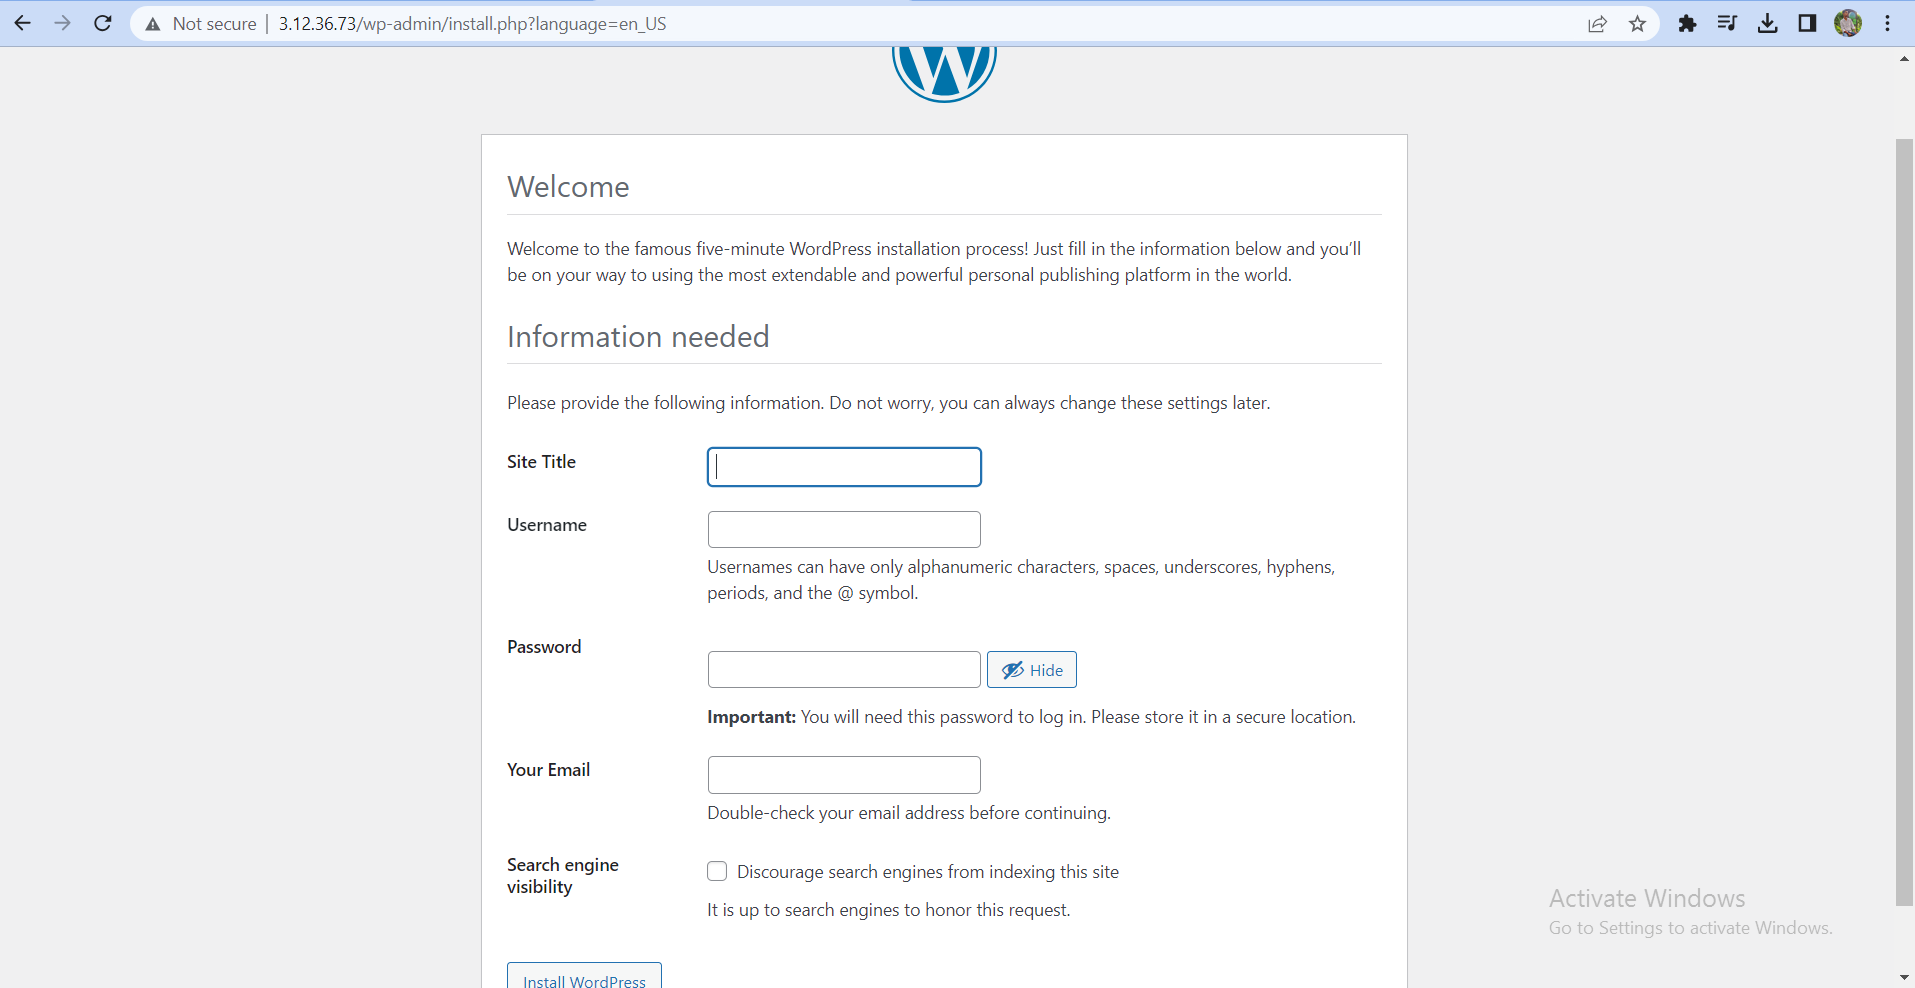 Not secure | 3.12.36.73/wp-admin/install.php?language=en_US
W
Welcome
Welcome to the famous five-minute WordPress installation process! Just fill in the information below and you’ll
be on your way to using the most extendable and powerful personal publishing platform in the world.
Information needed
Please provide the following information. Do not worry, you can always change these settings later.
Site Title
Username
Usernames can have only alphanumeric characters, spaces, underscores, hyphens,
periods, and the @ symbol.
Password
Hide
Important: You will need this password to log in. Please store it in a secure location.
Your Email
Double-check your email address before continuing.
Search engine
visibility
Discourage search engines from indexing this site
It is up to search engines to honor this request.
Install WordPress
Activate Windows
Go to Settings to activate Windows.